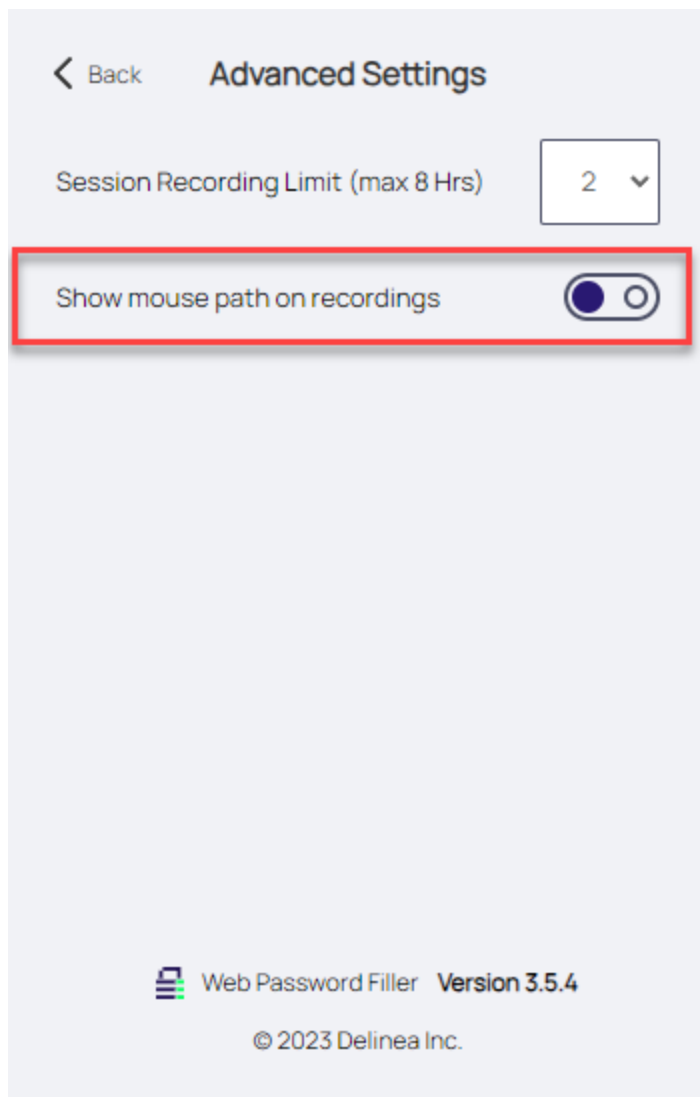 Back Advanced Settings
Session Recording Limit (max 8 Hrs) 2
Show mouse path on recordings
Web Password Filler Version 3.5.4
© 2023 Delinea Inc.